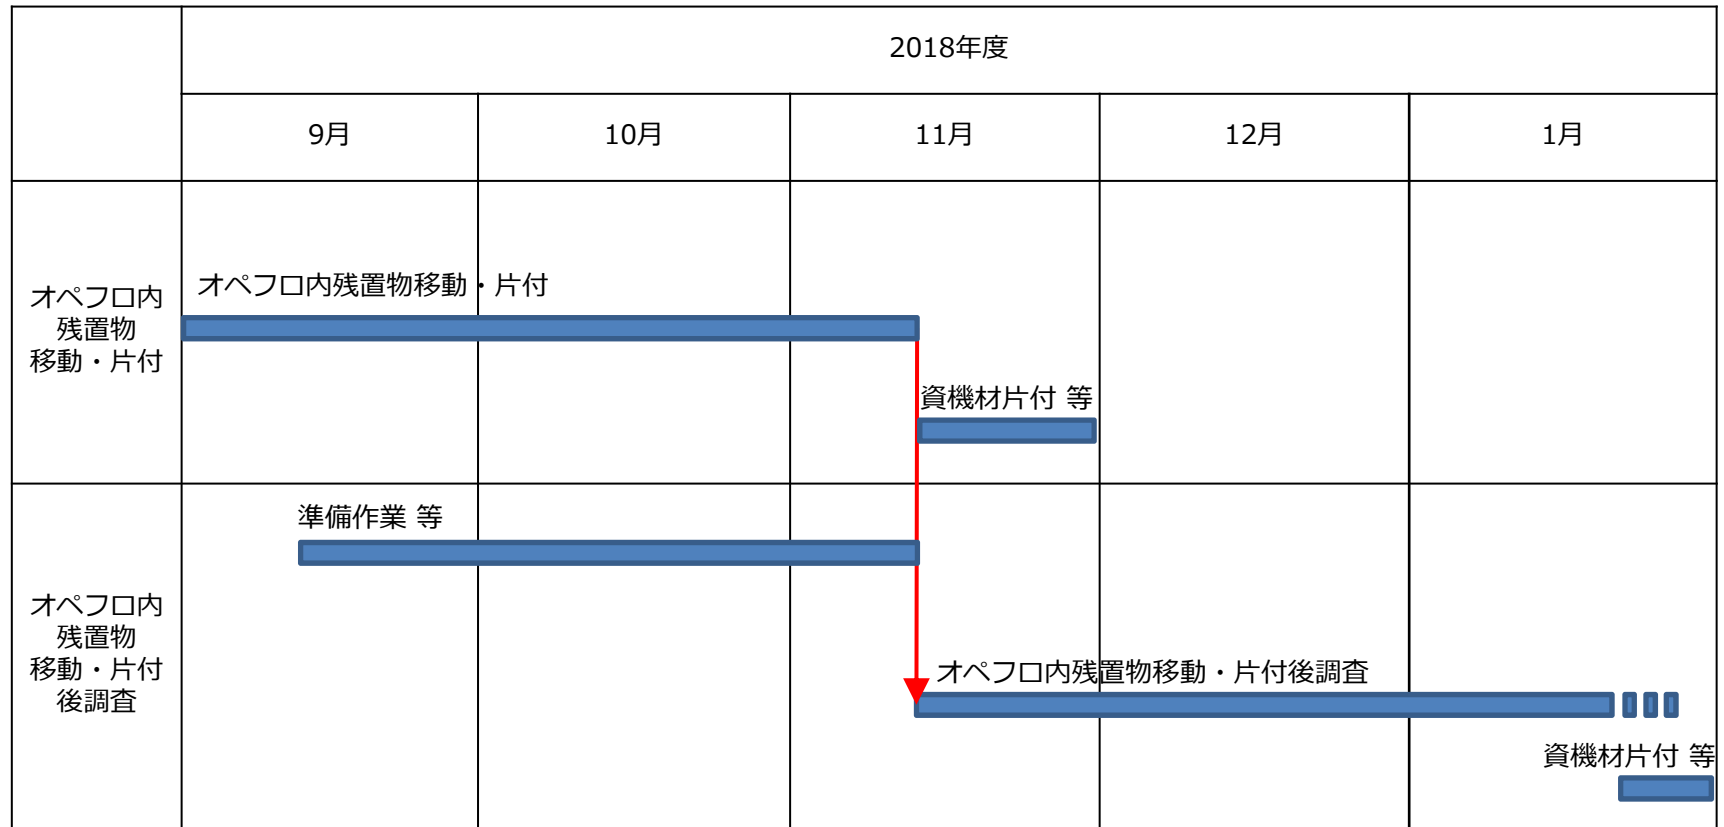 2018年度
9月
10月
11月
12月
1月
オペフロ内
残置物
移動・片付
オペフロ内残置物移動・片付
資機材片付 等
オペフロ内
残置物
移動・片付
後調査
準備作業 等
オペフロ内残置物移動・片付後調査
資機材片付 等